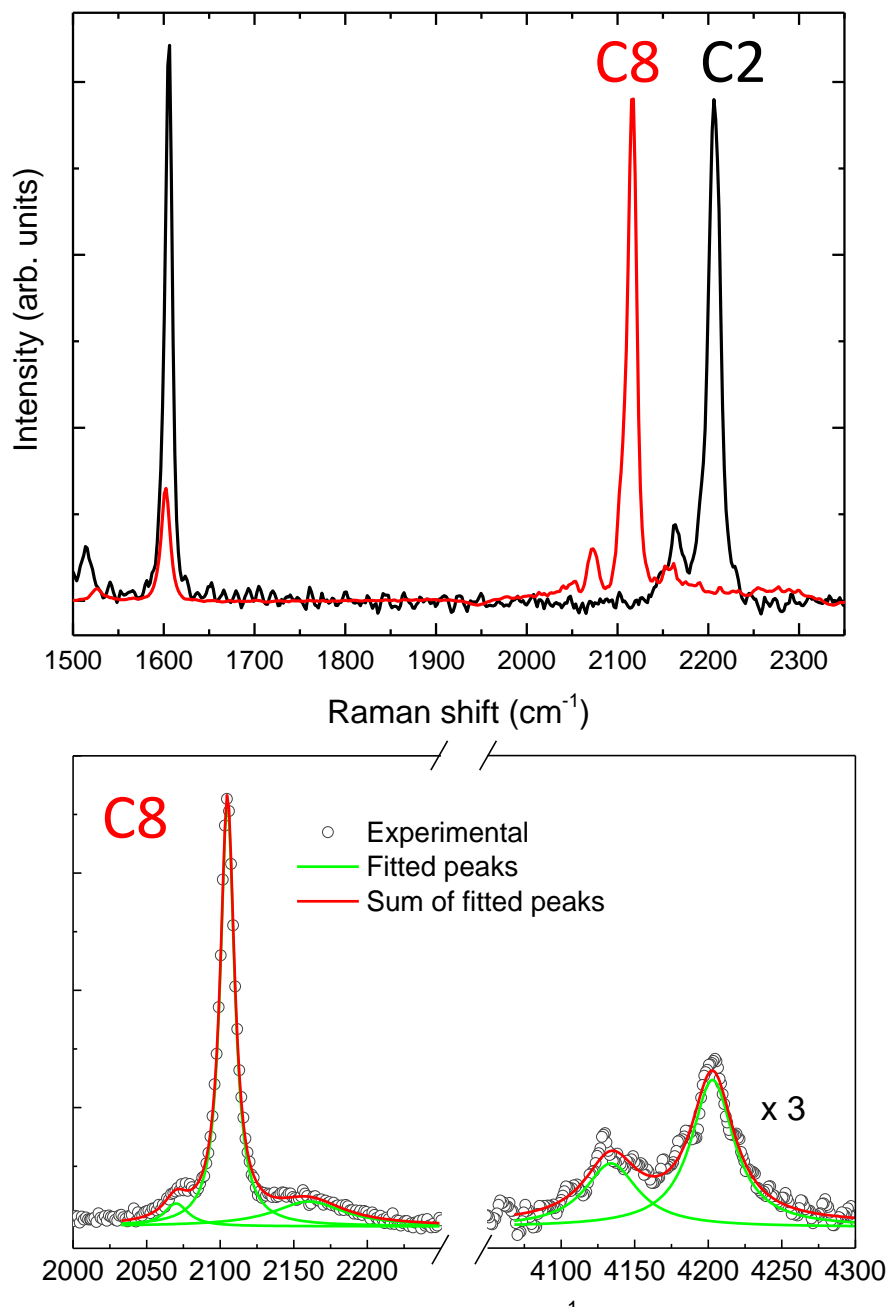 C8 C2
Intensity (arb. units)
1500 1600 1700 1800 1900 2000 2100 2200 2300
Raman shift (cm-1)
C8
Experimental
Fitted peaks
Sum of fitted peaks
x 3
2000 2050 2100 2150 2200 4100 4150 4200 4250 4300
1